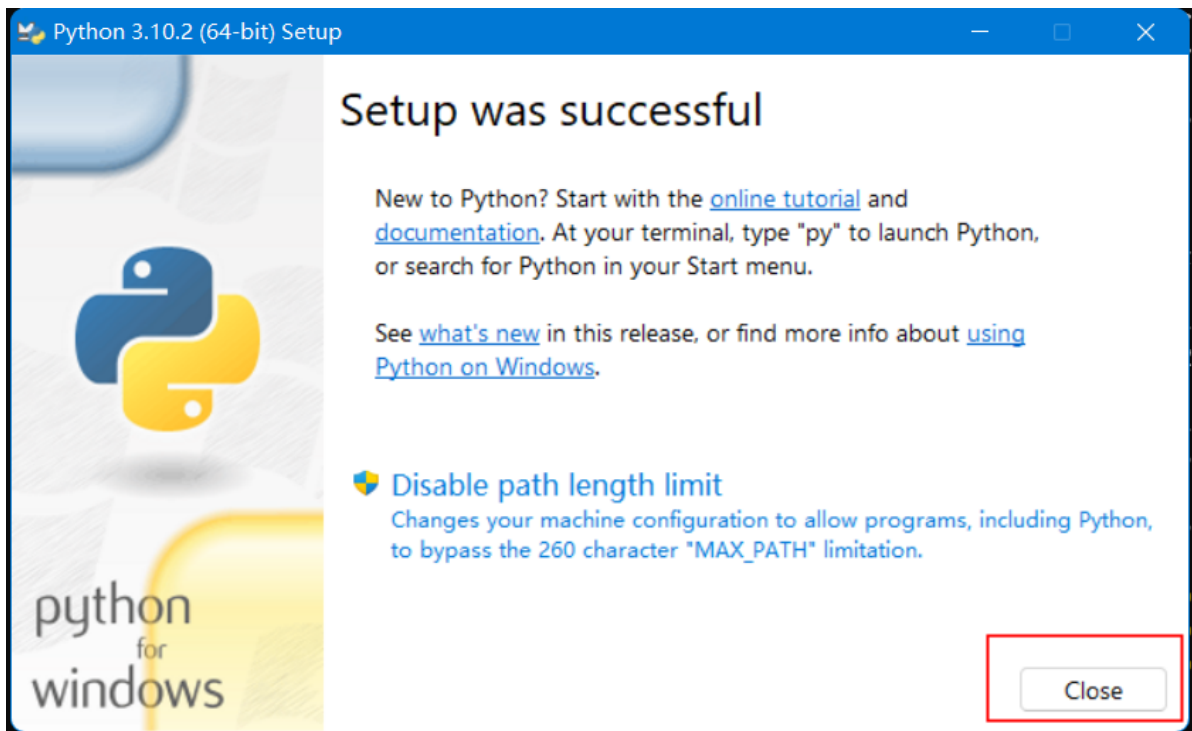 Python 3.10.2 (64-bit) Setup
Setup was successful
New to Python? Start with the online tutorial and
documentation. At your terminal, type "py" to launch Python,
or search for Python in your Start menu.
See what's new in this release, or find more info about using
Python on Windows.
Disable path length limit
Changes your machine configuration to allow programs, including Python,
to bypass the 260 character "MAX_PATH" limitation.
python
for
windows
Close